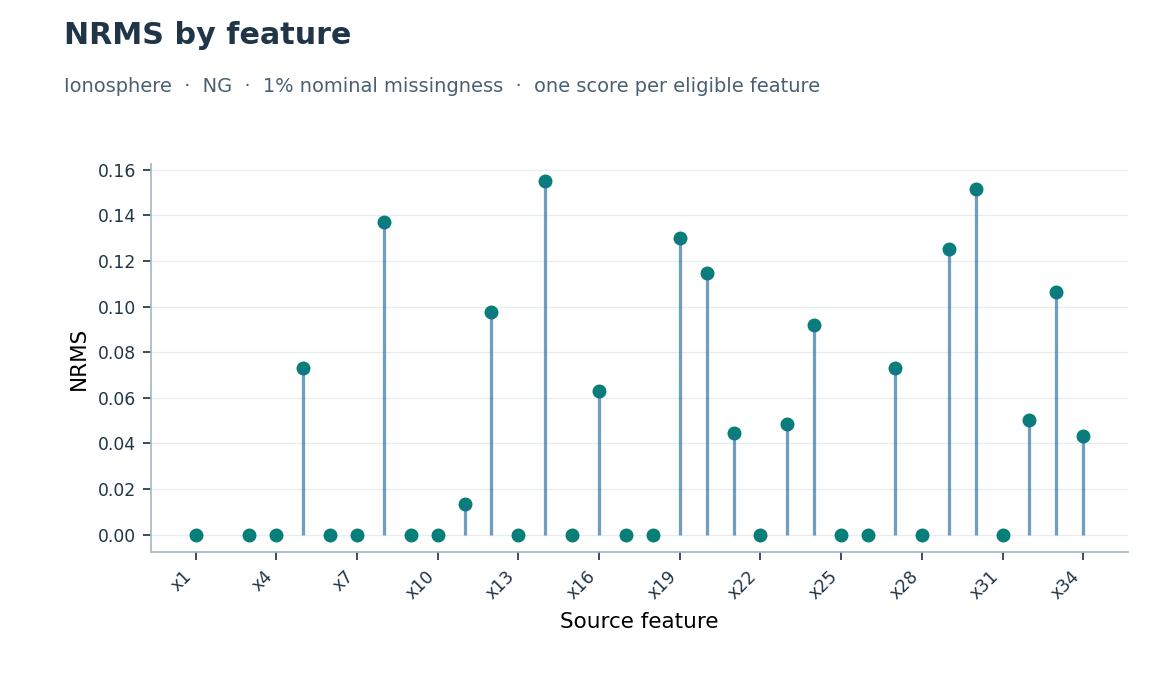 NRMS by feature
Ionosphere · NG · 1% nominal missingness · one score per eligible feature
0.16
0.14
0.12
0.10
0.08
0.06
0.04
0.02
0.00
NRMS
x1 x4 x7 x10 x13 x16 x19 x22 x25 x28 x31 x34
Source feature